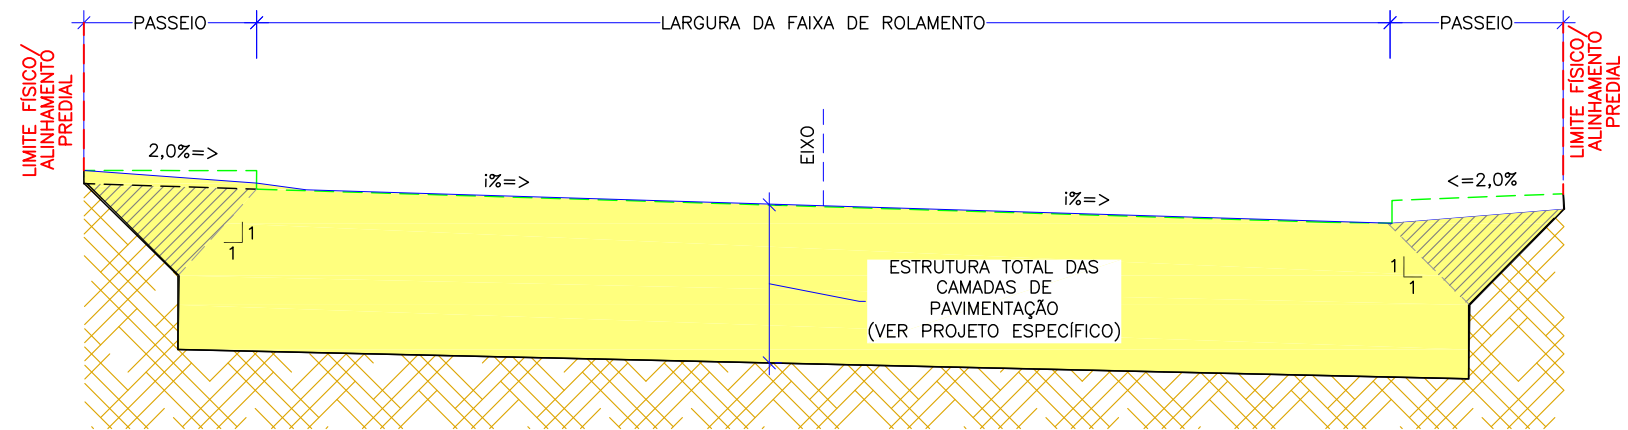 PASSEIO
LARGURA DA FAIXA DE ROLAMENTO
PASSEIO
LIMITE FÍSICO/
ALINHAMENTO
PREDIAL
LIMITE FÍSICO/
ALINHAMENTO
PREDIAL
2,0%=>
i%=>
EIXO
i%=>
<=2,0%
1
1
ESTRUTURA TOTAL DAS
CAMADAS DE
PAVIMENTAÇÃO
(VER PROJETO ESPECÍFICO)
1
1